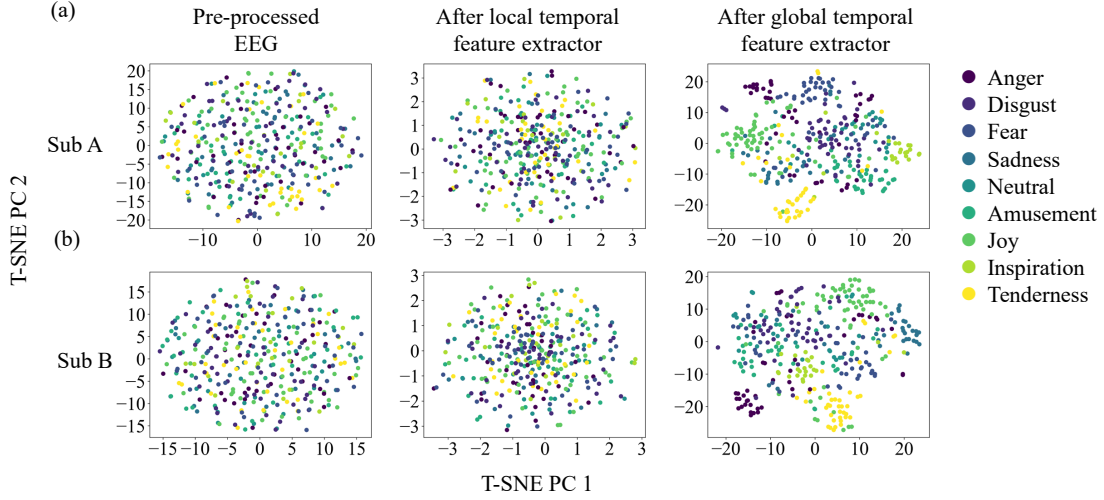 (a)
Pre-processed
EEG
After local temporal
feature extractor
After global temporal
feature extractor
Sub A
20
15
10
5
0
−5
−10
−15
−20
−10 0 10 20
3
2
1
0
−1
−2
−3
−3 −2 −1 0 1 2 3
20
10
0
−10
−20
−20 −10 0 10 20
Anger
Disgust
Fear
Sadness
Neutral
Amusement
Joy
Inspiration
Tenderness
T-SNE PC 2
(b)
Sub B
15
10
5
0
−5
−10
−15
−15 −10 −5 0 5 10 15
3
2
1
0
−1
−2
−3
−3 −2 −1 0 1 2 3
20
10
0
−10
−20
−20 −10 0 10 20
T-SNE PC 1